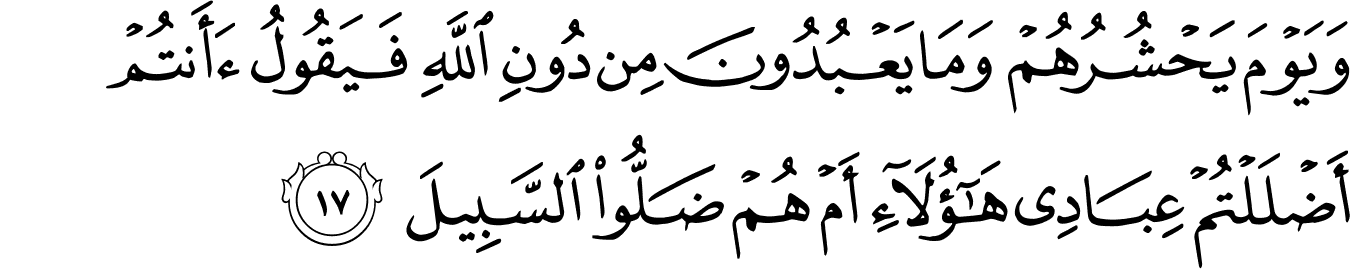 وَيَوْمَ يَحْشُرُهُمْ وَمَا يَعْبُدُونَ مِن دُونِ ٱللَّهِ فَيَقُولُ ءَأَنتُمْ
أَضْلَلْتُمْ عِبَادِى هَٰٓؤُلَآءِ أَمْ هُمْ ضَلُّوا۟ ٱلسَّبِيلَ ١٧